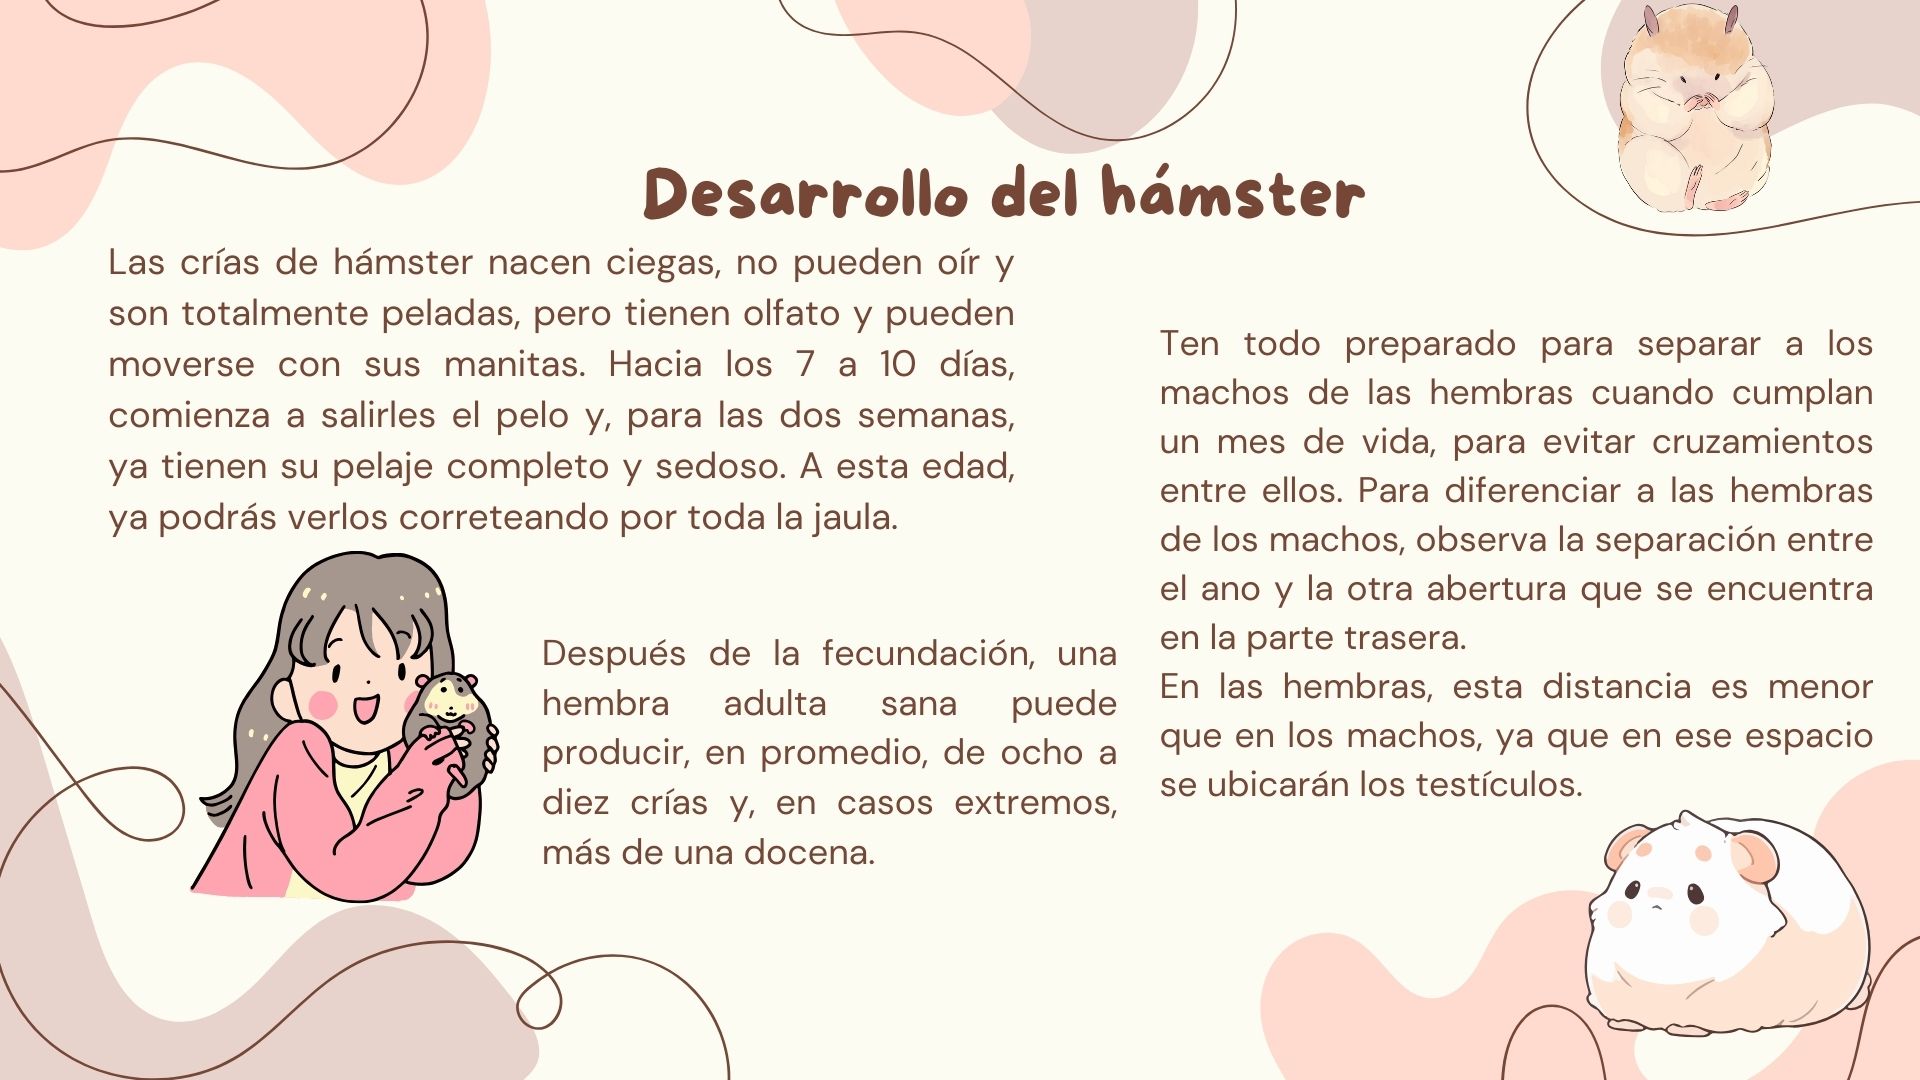 Desarrollo del hámster
Las crías de hámster nacen ciegas, no pueden oír y
son totalmente peladas, pero tienen olfato y pueden
moverse con sus manitas. Hacia los 7 a 10 días,
comienza a salirles el pelo y, para las dos semanas,
ya tienen su pelaje completo y sedoso. A esta edad,
ya podrás verlos correteando por toda la jaula.
Después de la fecundación, una
hembra adulta sana puede
producir, en promedio, de ocho a
diez crías y, en casos extremos,
más de una docena.
Ten todo preparado para separar a los
machos de las hembras cuando cumplan
un mes de vida, para evitar cruzamientos
entre ellos. Para diferenciar a las hembras
de los machos, observa la separación entre
el ano y la otra abertura que se encuentra
en la parte trasera.
En las hembras, esta distancia es menor
que en los machos, ya que en ese espacio
se ubicarán los testículos.